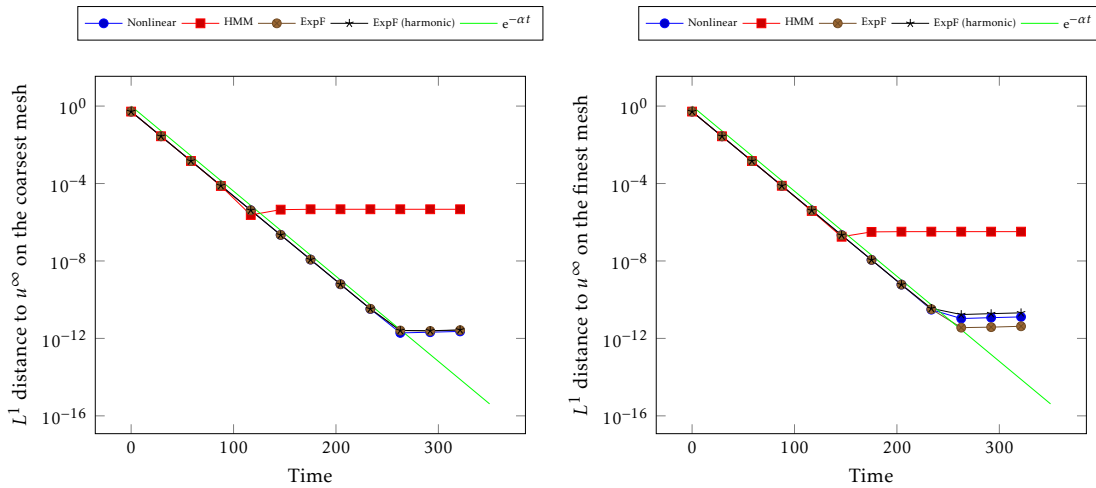 Nonlinear HMM ExpF ExpF (harmonic) e^{−αt}
10^0
10^{−4}
10^{−8}
10^{−12}
10^{−16}
L^1 distance to u^∞ on the coarsest mesh
0 100 200 300
Time
Nonlinear HMM ExpF ExpF (harmonic) e^{−αt}
10^0
10^{−4}
10^{−8}
10^{−12}
10^{−16}
L^1 distance to u^∞ on the finest mesh
0 100 200 300
Time